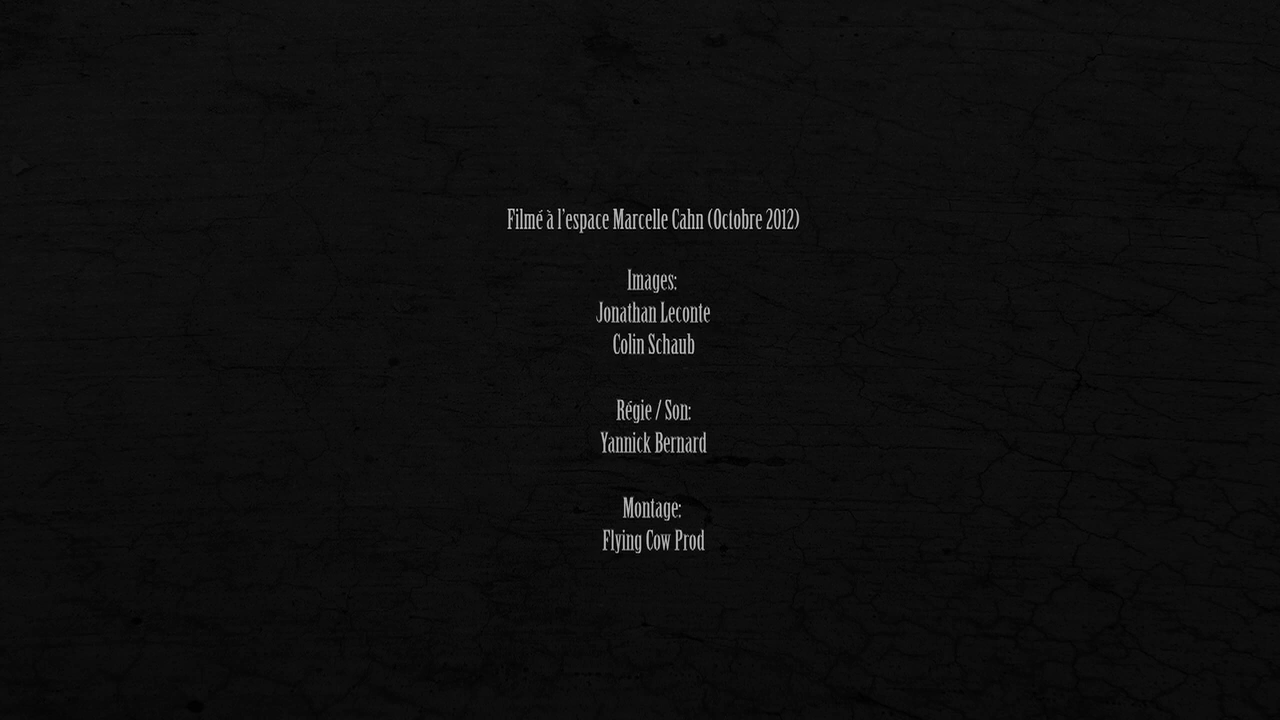 Filmé à l'espace Marcelle Cahn (Octobre 2012)
Images:
Jonathan Leconte
Colin Schaub
Régie / Son:
Yannick Bernard
Montage:
Flying Cow Prod